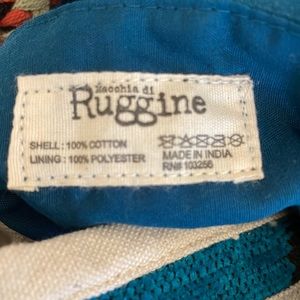 Macchia di
Ruggine
SHELL : 100% COTTON
LINING : 100% POLYESTER
MADE IN INDIA
RN# 103256